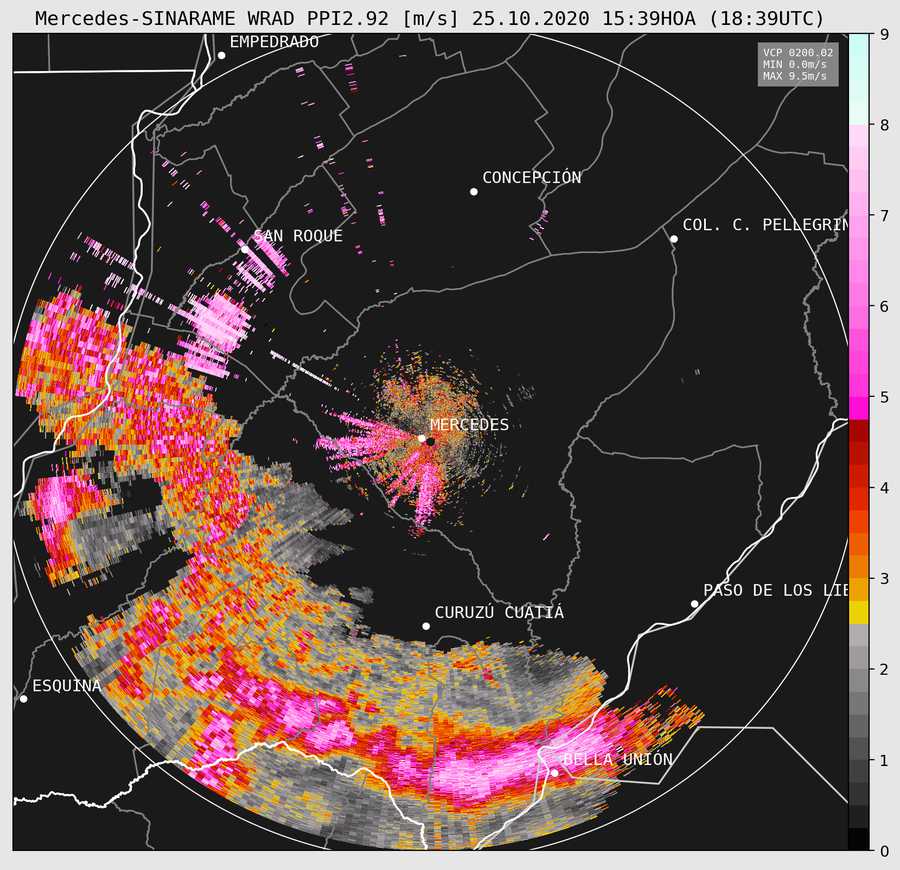 Mercedes-SINARAME WRAD PPI2.92 [m/s] 25.10.2020 15:39HOA (18:39UTC)
EMPEDRADO
VCP 0200.02
MIN 0.0m/s
MAX 9.5m/s
CONCEPCIÓN
COL. C. PELLEGRIN
SAN ROQUE
MERCEDES
PASO DE LOS LIB
CURUZÚ CUATIÁ
ESQUINA
BELLA UNIÓN
9
8
7
6
5
4
3
2
1
0